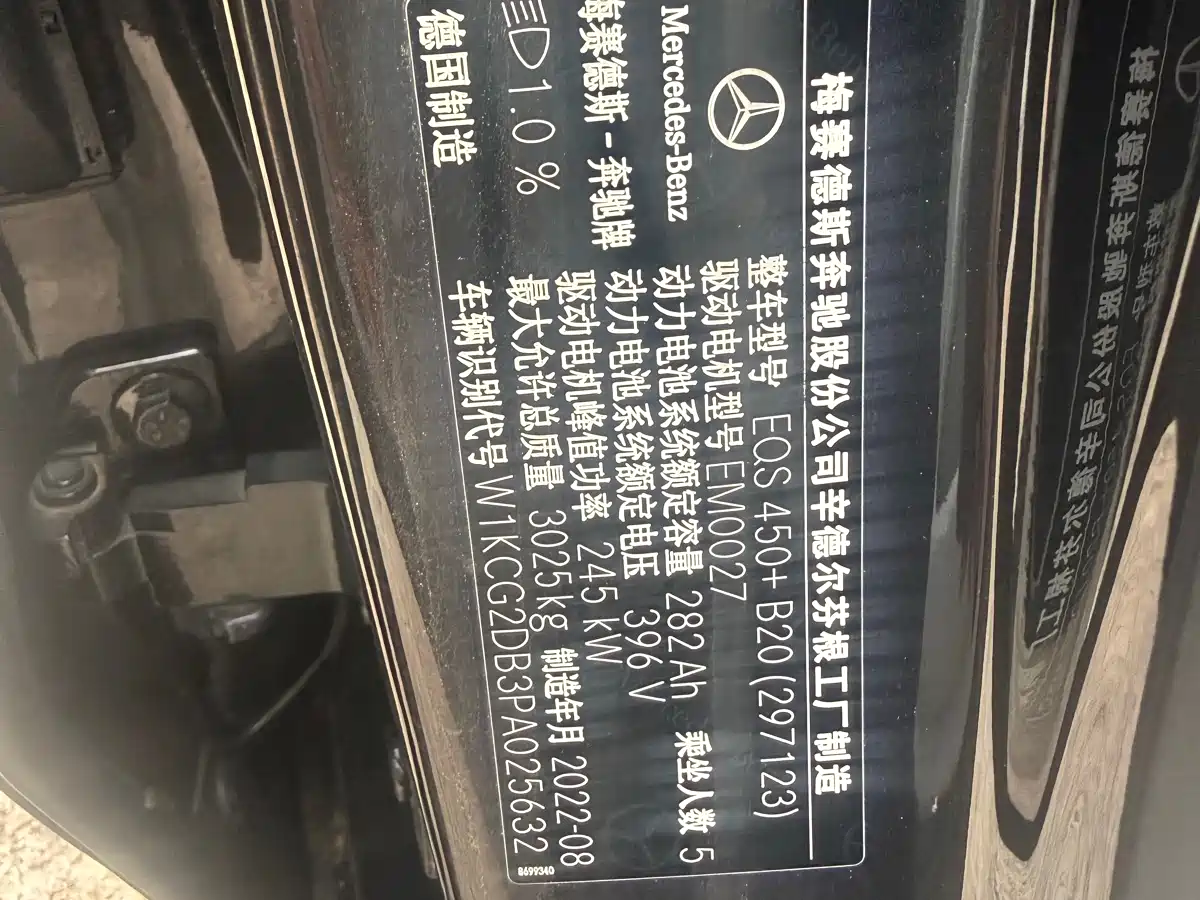 梅赛德斯奔驰股份公司辛德尔芬根工厂制造
整车型号 EQS 450+ B20(297123)
驱动电机型号 EM0027
动力电池系统额定容量 282Ah 乘坐人数 5
动力电池系统额定电压 396V
驱动电机峰值功率 245kW
最大允许总质量 3025kg 制造年月 2022-08
车辆识别代号 W1KCG2DB3PA025632
Mercedes-Benz
梅赛德斯-奔驰牌
1.0%
德国制造
8699340